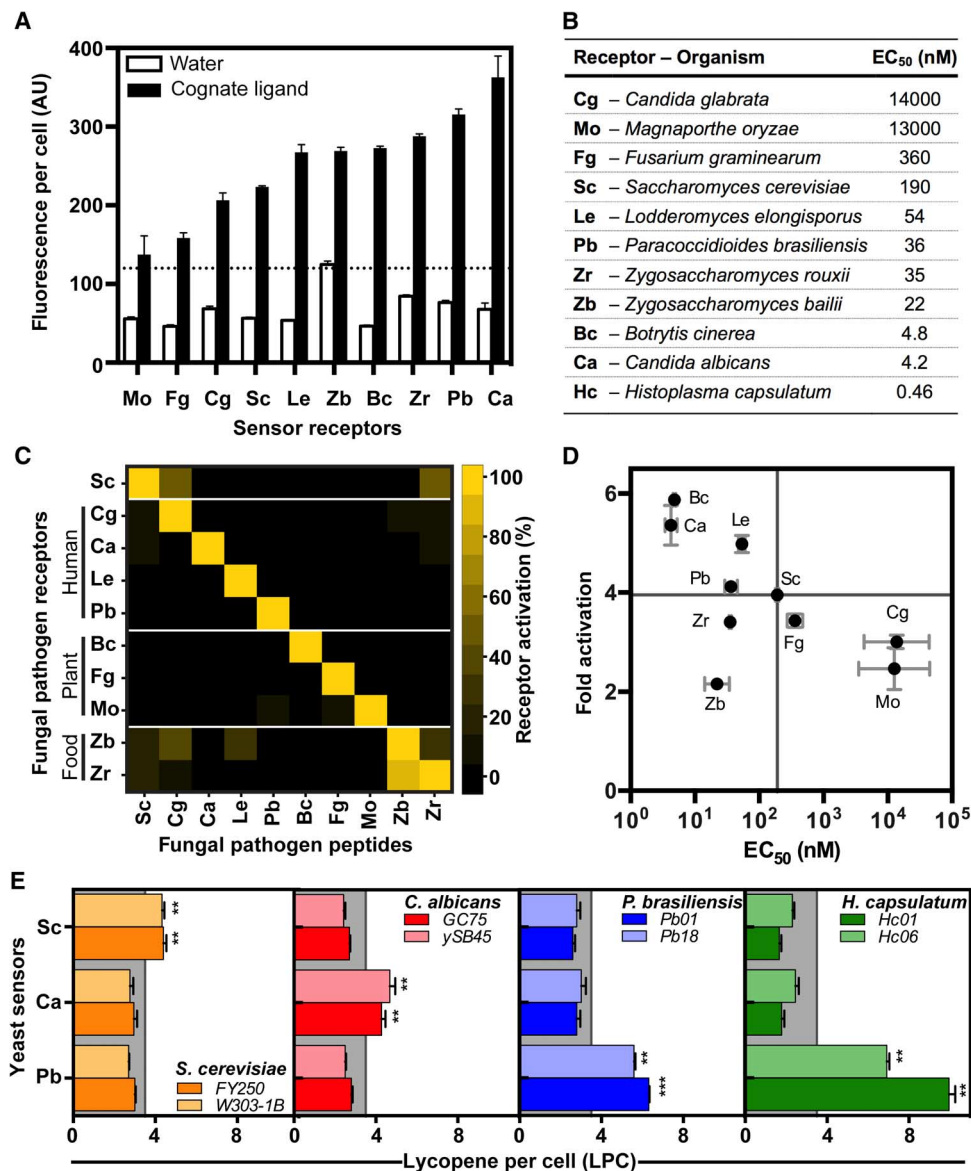 A
Fluorescence per cell (AU)
400
300
200
100
0
Water
Cognate ligand
Mo Fg Cg Sc Le Zb Bc Zr Pb Ca
Sensor receptors
B
Receptor – Organism EC50 (nM)
Cg – Candida glabrata 14000
Mo – Magnaporthe oryzae 13000
Fg – Fusarium graminearum 360
Sc – Saccharomyces cerevisiae 190
Le – Lodderomyces elongisporus 54
Pb – Paracoccidioides brasiliensis 36
Zr – Zygosaccharomyces rouxii 35
Zb – Zygosaccharomyces bailii 22
Bc – Botrytis cinerea 4.8
Ca – Candida albicans 4.2
Hc – Histoplasma capsulatum 0.46
C
Fungal pathogen receptors
Human
Plant
Food
Sc
Cg
Ca
Le
Pb
Bc
Fg
Mo
Zb
Zr
Sc Cg Ca Le Pb Bc Fg Mo Zb Zr
Fungal pathogen peptides
100
80
60
40
20
0
Receptor activation (%)
D
Fold activation
6
4
2
0
Bc
Ca
Le
Pb
Sc
Zr
Fg
Cg
Zb
Mo
10^0 10^1 10^2 10^3 10^4 10^5
EC50 (nM)
E
Yeast sensors
Sc
Ca
Pb
**
**
S. cerevisiae
FY250
W303-1B
0 4 8
C. albicans
GC75
ySB45
**
**
0 4 8
P. brasiliensis
Pb01
Pb18
**
***
0 4 8
H. capsulatum
Hc01
Hc06
**
**
0 4 8
Lycopene per cell (LPC)